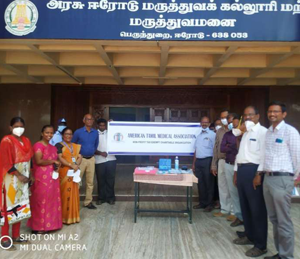 அரசு ஈரோடு மருத்துவக் கல்லூரி மற்
மருத்துவமனை
பெருந்துறை, ஈரோடு - 638 053
AMERICAN TAMIL MEDICAL ASSOCIATION
SHOT ON MI A2
MI DUAL CAMERA